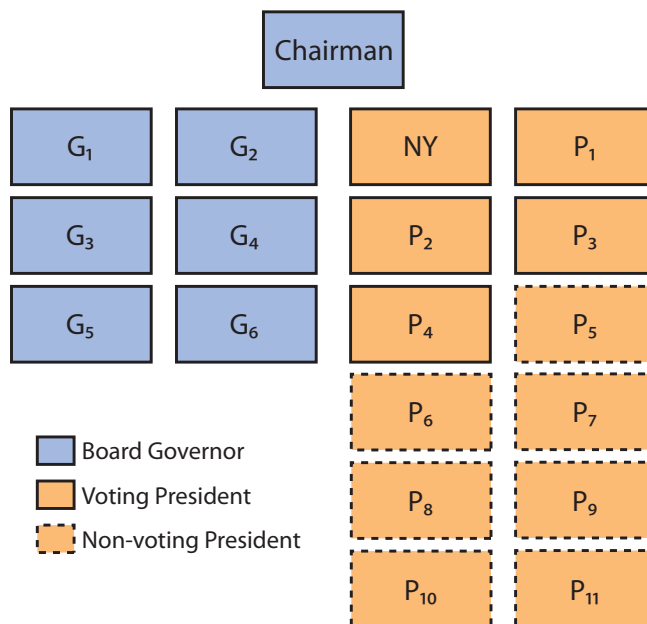 Chairman
G₁ G₂ NY P₁
G₃ G₄ P₂ P₃
G₅ G₆ P₄ P₅
P₆ P₇
Board Governor
P₈ P₉
Voting President
Non-voting President
P₁₀ P₁₁